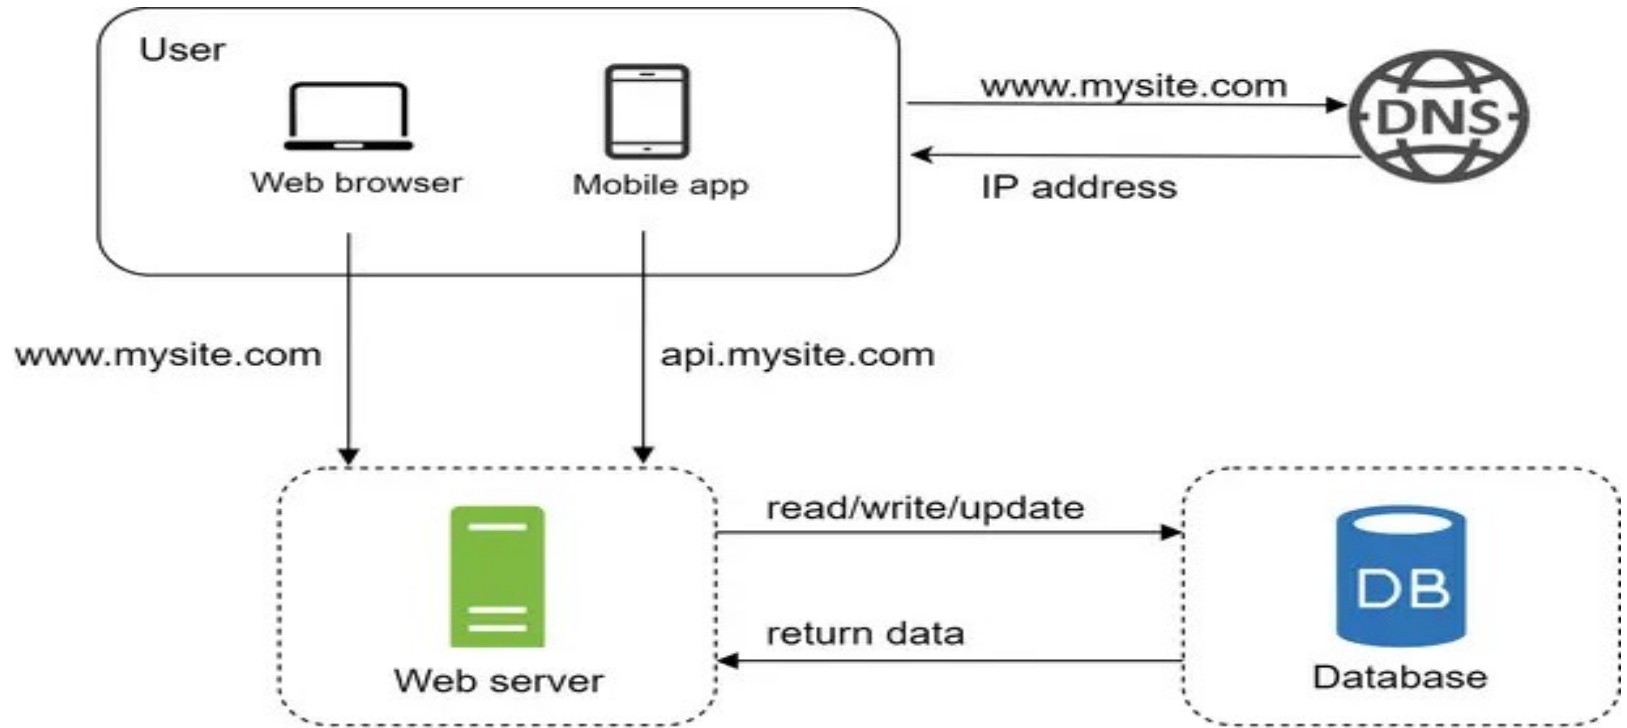 User
Web browser
Mobile app
www.mysite.com
DNS
IP address
www.mysite.com
api.mysite.com
read/write/update
return data
Web server
DB
Database